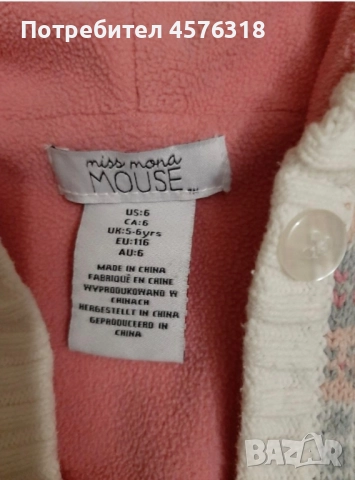 Потребител 4576318
miss mona
MOUSE
US:6
CA:6
UK:5-6yrs
EU:116
AU:6
MADE IN CHINA
FABRIQUÉ EN CHINE
WYPRODUKOWANO W
CHINACH
HERGESTELLT IN CHINA
GEPRODUCEERD IN
CHINA
BAZAR